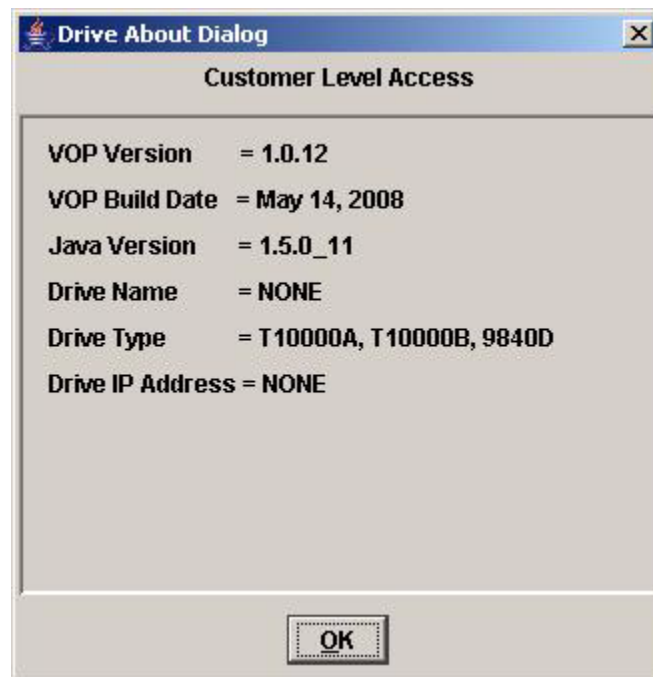 Drive About Dialog
Customer Level Access
VOP Version = 1.0.12
VOP Build Date = May 14, 2008
Java Version = 1.5.0_11
Drive Name = NONE
Drive Type = T10000A, T10000B, 9840D
Drive IP Address = NONE
OK